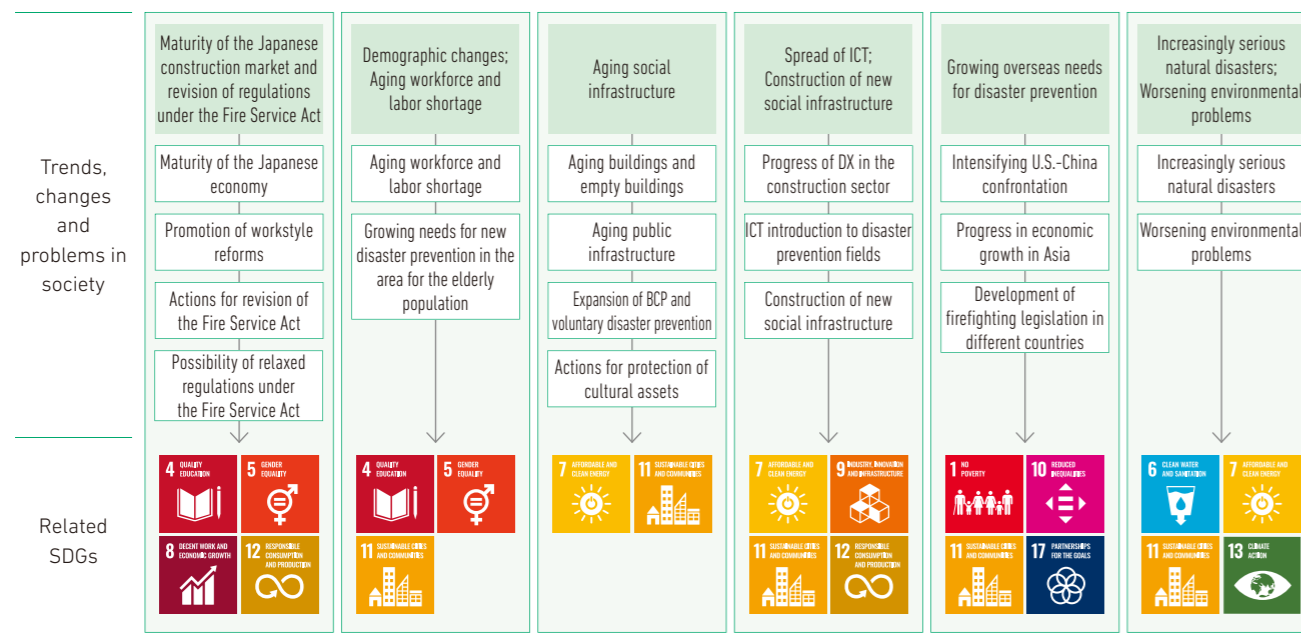 Trends,
changes
and
problems in
society
Maturity of the Japanese
construction market and
revision of regulations
under the Fire Service Act
Maturity of the Japanese
economy
Promotion of workstyle
reforms
Actions for revision of
the Fire Service Act
Possibility of relaxed
regulations under
the Fire Service Act
Demographic changes;
Aging workforce and
labor shortage
Aging workforce and
labor shortage
Growing needs for new
disaster prevention in the
area for the elderly
population
Aging social
infrastructure
Aging buildings and
empty buildings
Aging public
infrastructure
Expansion of BCP and
voluntary disaster prevention
Actions for protection of
cultural assets
Spread of ICT;
Construction of new
social infrastructure
Progress of DX in the
construction sector
ICT introduction to disaster
prevention fields
Construction of new
social infrastructure
Growing overseas needs
for disaster prevention
Intensifying U.S.-China
confrontation
Progress in economic
growth in Asia
Development of
firefighting legislation in
different countries
Increasingly serious
natural disasters;
Worsening environmental
problems
Increasingly serious
natural disasters
Worsening environmental
problems
Related
SDGs
4 QUALITY
EDUCATION
5 GENDER
EQUALITY
8 DECENT WORK AND
ECONOMIC GROWTH
12 RESPONSIBLE
CONSUMPTION
AND PRODUCTION
4 QUALITY
EDUCATION
5 GENDER
EQUALITY
11 SUSTAINABLE CITIES
AND COMMUNITIES
7 AFFORDABLE AND
CLEAN ENERGY
11 SUSTAINABLE CITIES
AND COMMUNITIES
7 AFFORDABLE AND
CLEAN ENERGY
9 INDUSTRY, INNOVATION
AND INFRASTRUCTURE
11 SUSTAINABLE CITIES
AND COMMUNITIES
12 RESPONSIBLE
CONSUMPTION
AND PRODUCTION
1 NO
POVERTY
10 REDUCED
INEQUALITIES
11 SUSTAINABLE CITIES
AND COMMUNITIES
17 PARTNERSHIPS
FOR THE GOALS
6 CLEAN WATER
AND SANITATION
7 AFFORDABLE AND
CLEAN ENERGY
11 SUSTAINABLE CITIES
AND COMMUNITIES
13 CLIMATE
ACTION